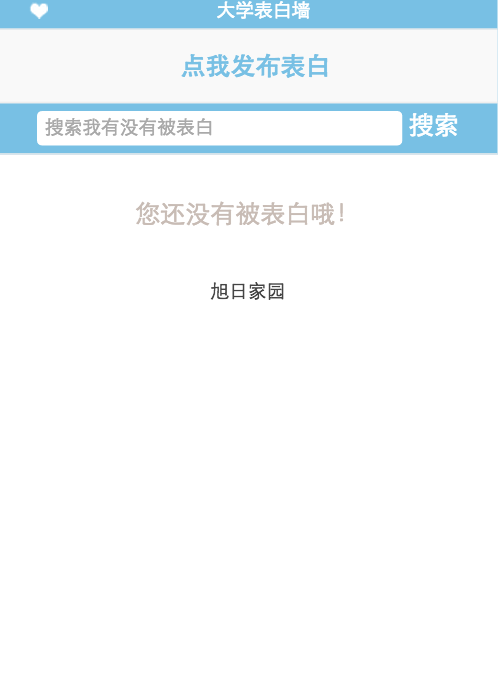 大学表白墙
点我发布表白
搜索我有没有被表白 搜索
您还没有被表白哦！
旭日家园